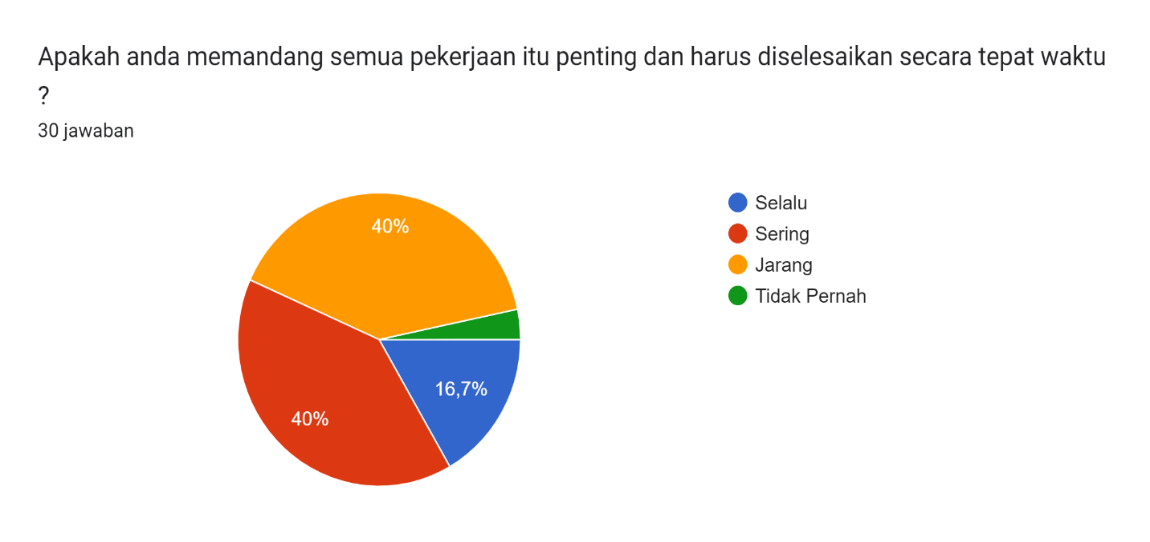 Apakah anda memandang semua pekerjaan itu penting dan harus diselesaikan secara tepat waktu
?
30 jawaban
40%
40%
16,7%
Selalu
Sering
Jarang
Tidak Pernah